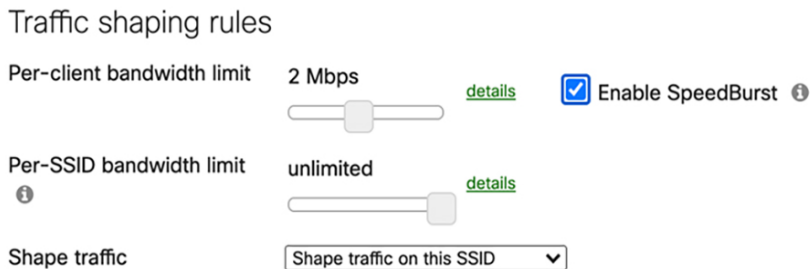 Traffic shaping rules
Per-client bandwidth limit 2 Mbps details Enable SpeedBurst
Per-SSID bandwidth limit unlimited details
Shape traffic Shape traffic on this SSID